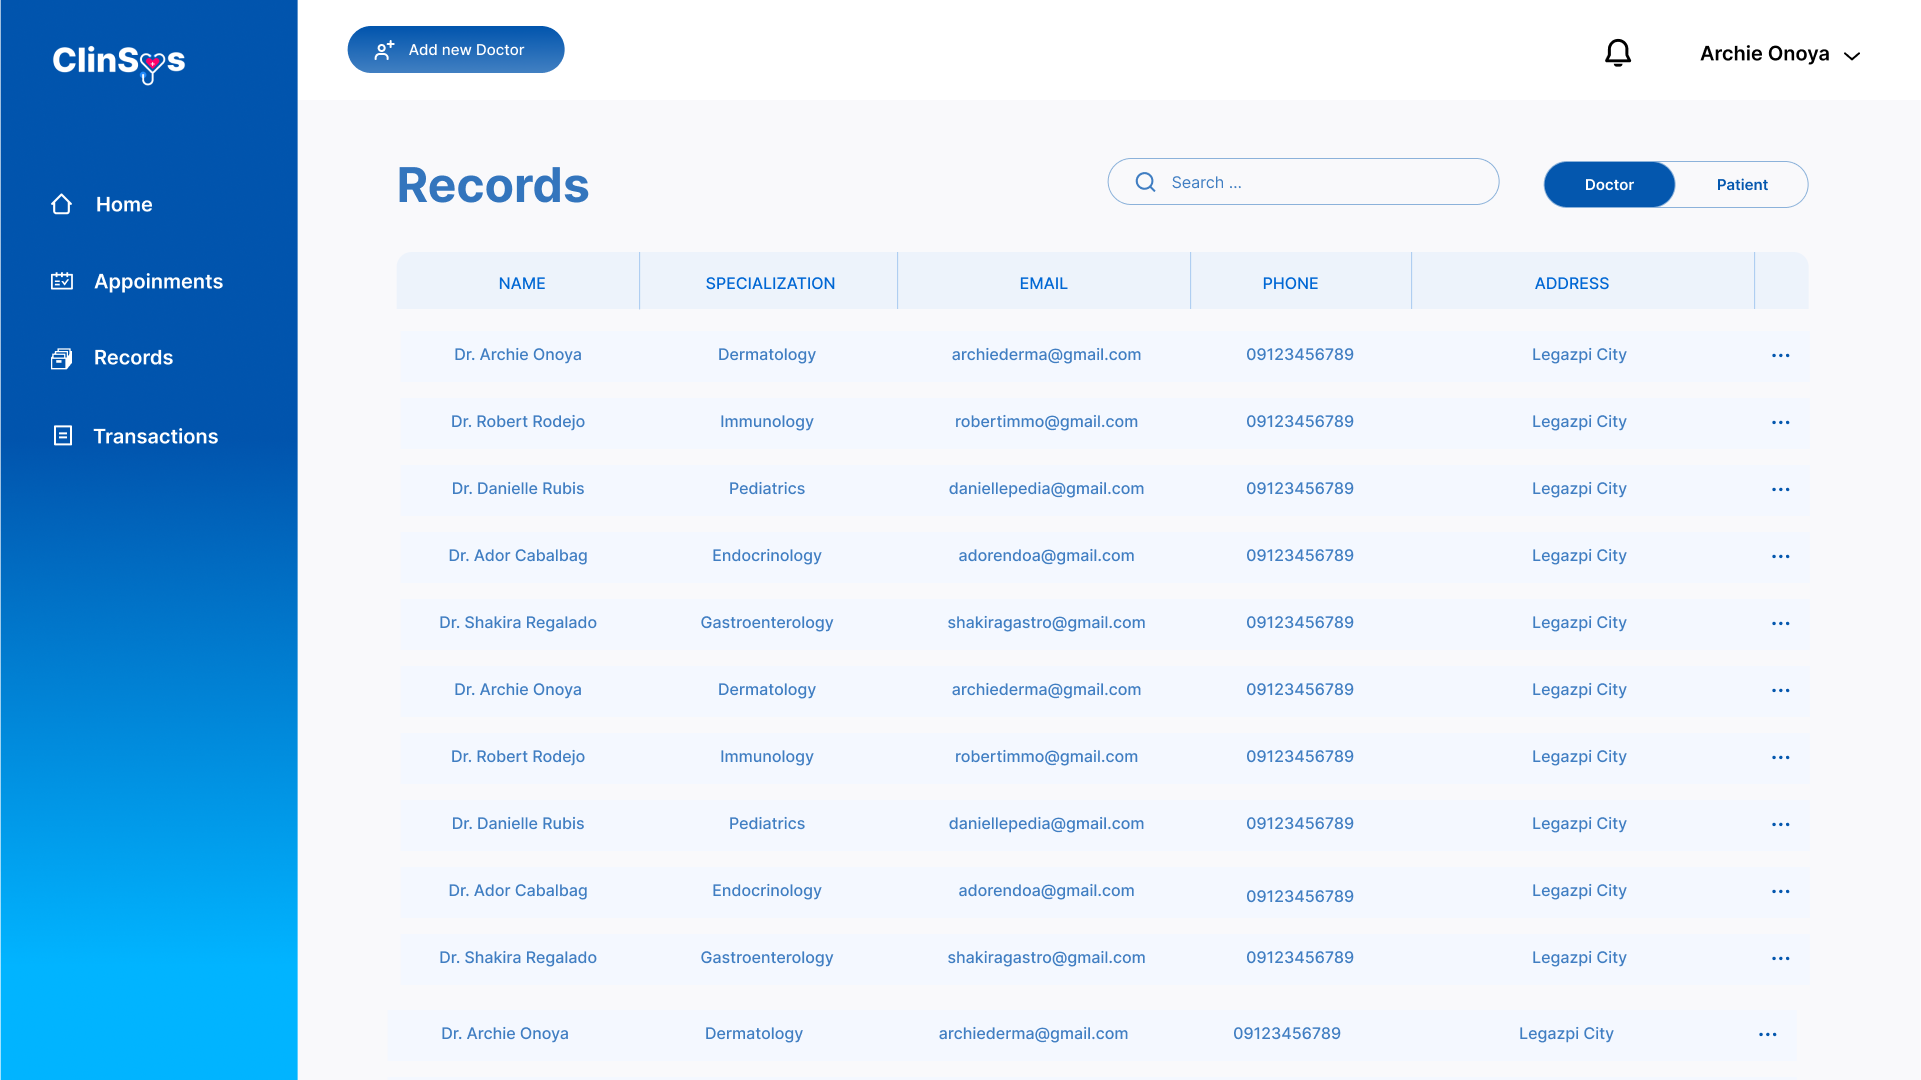 ClinSys
Add new Doctor
Archie Onoya
Home
Appoinments
Records
Transactions
Records
Search ...
Doctor
Patient
NAME SPECIALIZATION EMAIL PHONE ADDRESS
Dr. Archie Onoya Dermatology archiederma@gmail.com 09123456789 Legazpi City ...
Dr. Robert Rodejo Immunology robertimmo@gmail.com 09123456789 Legazpi City ...
Dr. Danielle Rubis Pediatrics daniellepedia@gmail.com 09123456789 Legazpi City ...
Dr. Ador Cabalbag Endocrinology adorendoa@gmail.com 09123456789 Legazpi City ...
Dr. Shakira Regalado Gastroenterology shakiragastro@gmail.com 09123456789 Legazpi City ...
Dr. Archie Onoya Dermatology archiederma@gmail.com 09123456789 Legazpi City ...
Dr. Robert Rodejo Immunology robertimmo@gmail.com 09123456789 Legazpi City ...
Dr. Danielle Rubis Pediatrics daniellepedia@gmail.com 09123456789 Legazpi City ...
Dr. Ador Cabalbag Endocrinology adorendoa@gmail.com 09123456789 Legazpi City ...
Dr. Shakira Regalado Gastroenterology shakiragastro@gmail.com 09123456789 Legazpi City ...
Dr. Archie Onoya Dermatology archiederma@gmail.com 09123456789 Legazpi City ...